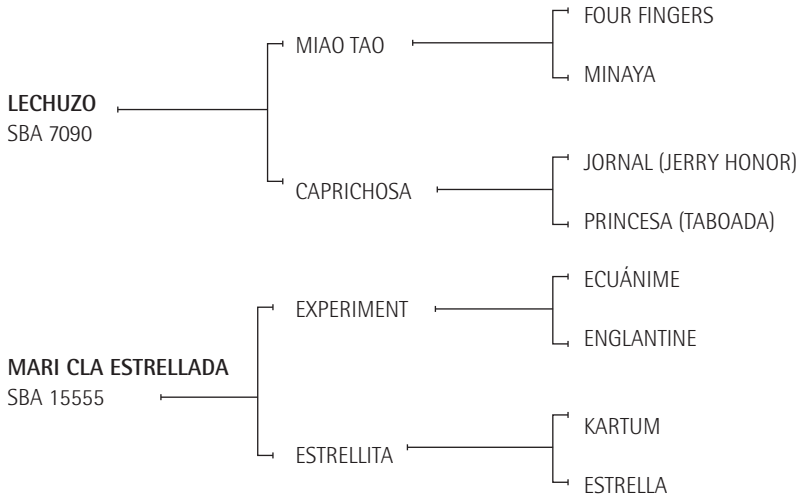 FOUR FINGERS
MIAO TAO
MINAYA
LECHUZO
SBA 7090
JORNAL (JERRY HONOR)
CAPRICHOSA
PRINCESA (TABOADA)
ECUÁNIME
EXPERIMENT
ENGLANTINE
MARI CLA ESTRELLADA
SBA 15555
KARTUM
ESTRELLITA
ESTRELLA